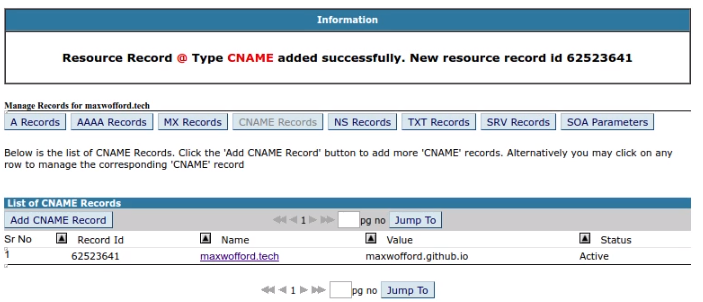 Information
Resource Record @ Type CNAME added successfully. New resource record id 62523641
Manage Records for maxwofford.tech
A Records AAAA Records MX Records CNAME Records NS Records TXT Records SRV Records SOA Parameters
Below is the list of CNAME Records. Click the 'Add CNAME Record' button to add more 'CNAME' records. Alternatively you may click on any
row to manage the corresponding 'CNAME' record
List of CNAME Records
Add CNAME Record 1 pg no Jump To
Sr No Record Id Name Value Status
1 62523641 maxwofford.tech maxwofford.github.io Active
1 pg no Jump To